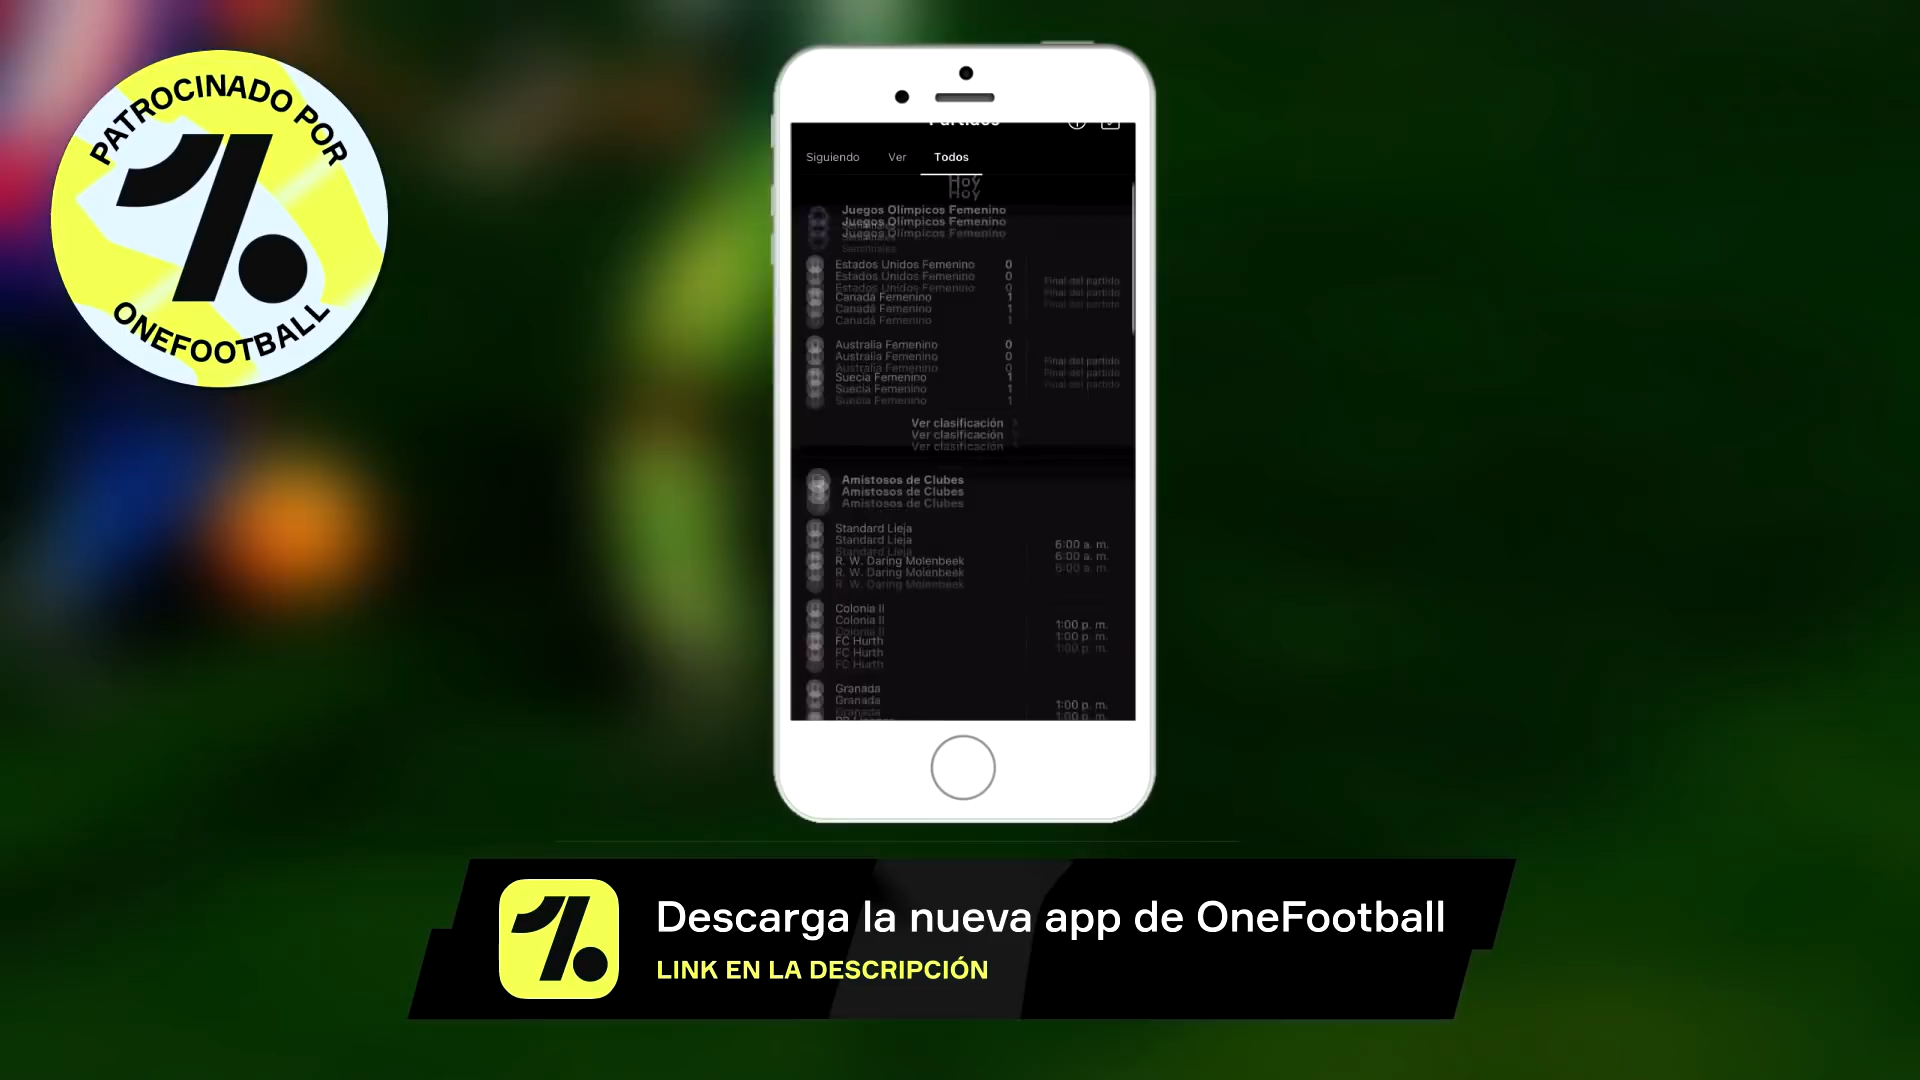 PATROCINADO POR
ONEFOOTBALL
Partidos
Siguiendo Ver Todos
Hoy
Juegos Olímpicos Femenino
Semifinales
Estados Unidos Femenino 0
Final del partido
Canadá Femenino 1
Australia Femenino 0
Final del partido
Suecia Femenino 1
Ver clasificación
Amistosos de Clubes
Standard Lieja
6:00 a. m.
R. W. Daring Molenbeek
Colonia II
1:00 p. m.
FC Hurth
Granada
1:00 p. m.
Descarga la nueva app de OneFootball
LINK EN LA DESCRIPCIÓN